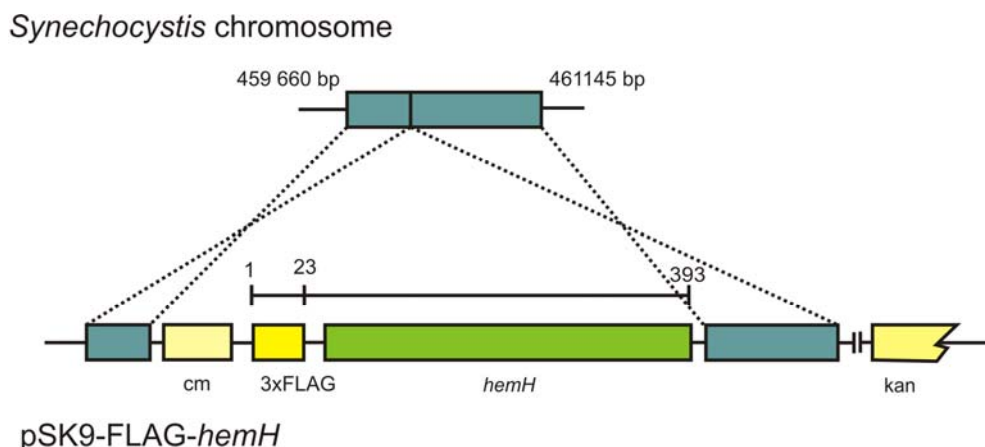 Synechocystis chromosome
459 660 bp 461145 bp
1 23 393
cm 3xFLAG hemH kan
pSK9-FLAG-hemH